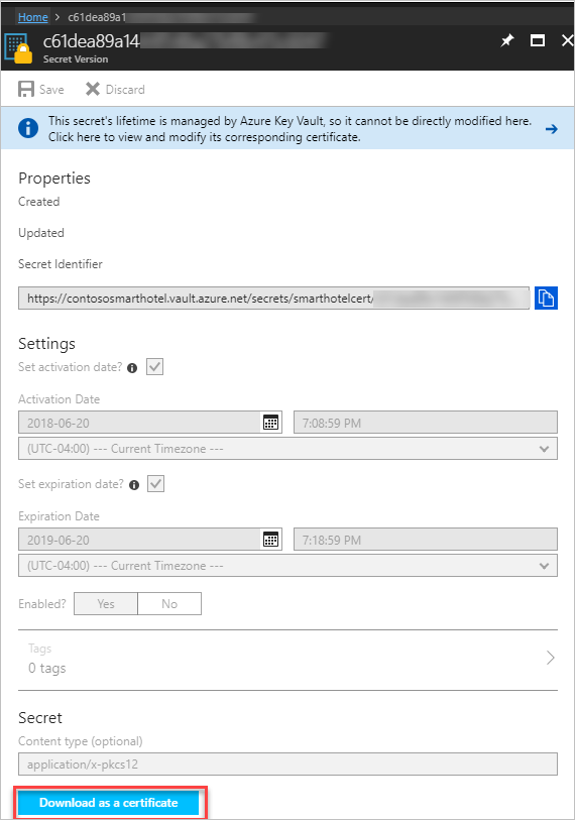 Home > c61dea89a1
c61dea89a14
Secret Version
Save Discard
This secret's lifetime is managed by Azure Key Vault, so it cannot be directly modified here.
Click here to view and modify its corresponding certificate.
Properties
Created
Updated
Secret Identifier
https://contososmarthotel.vault.azure.net/secrets/smarthotelcert/
Settings
Set activation date?
Activation Date
2018-06-20 7:08:59 PM
(UTC-04:00) --- Current Timezone ---
Set expiration date?
Expiration Date
2019-06-20 7:18:59 PM
(UTC-04:00) --- Current Timezone ---
Enabled? Yes No
Tags
0 tags
Secret
Content type (optional)
application/x-pkcs12
Download as a certificate